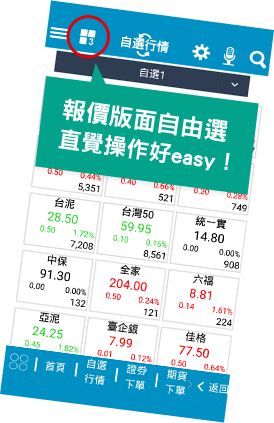 3
自選行情
自選1
報價版面自由選
直覺操作好easy！
0.50 0.44% 0.40 0.66% 0.20 0.28%
5,351 521 749
台泥 台灣50 統一實
28.50 59.95 14.80
0.50 1.72% 0.10 0.16% 0.00 0.00%
7,208 8,561 908
中保 全家 六福
91.30 204.00 8.81
0.00 0.00% 0.50 0.24% 0.14 1.61%
132 121 224
亞泥 臺企銀 佳格
24.25 7.99 77.50
0.45 1.82% 0.01 0.12% 0.50 0.64%
首頁 自選行情 證券下單 期貨下單 返回